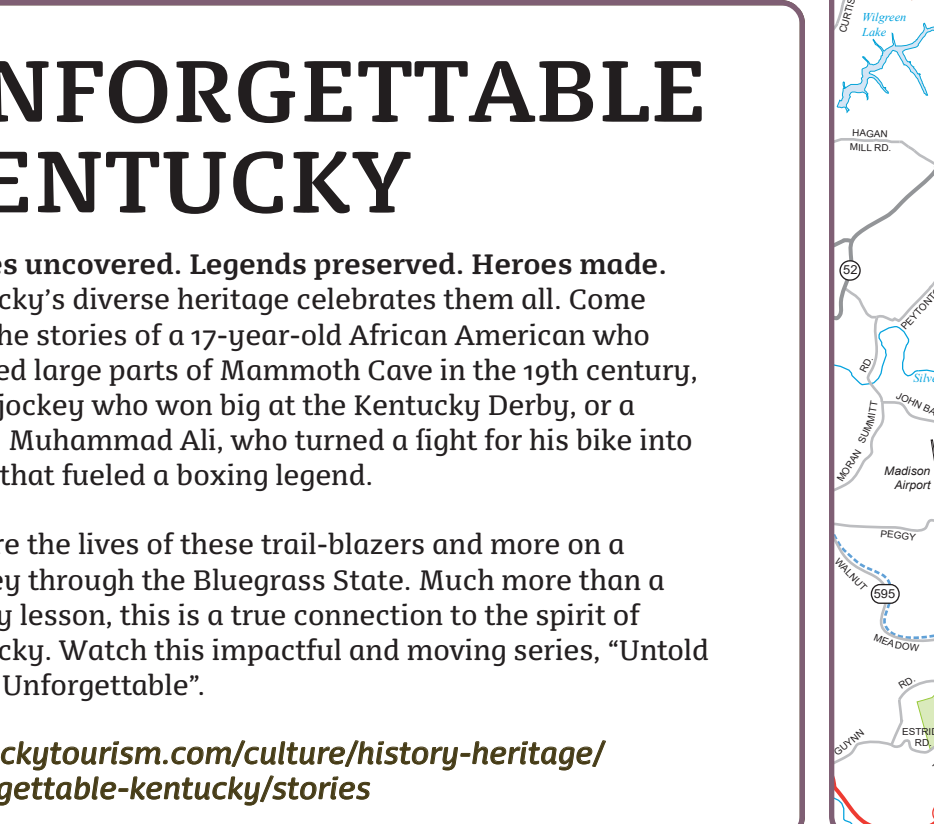 NFORGETTABLE
ENTUCKY
es uncovered. Legends preserved. Heroes made.
cky’s diverse heritage celebrates them all. Come
he stories of a 17-year-old African American who
ed large parts of Mammoth Cave in the 19th century,
jockey who won big at the Kentucky Derby, or a
Muhammad Ali, who turned a fight for his bike into
that fueled a boxing legend.
re the lives of these trail-blazers and more on a
ey through the Bluegrass State. Much more than a
y lesson, this is a true connection to the spirit of
cky. Watch this impactful and moving series, “Untold
Unforgettable”.
ckytourism.com/culture/history-heritage/
gettable-kentucky/stories
CURTIS
Wilgreen
Lake
HAGAN
MILL RD.
52
PEYTONT
RD.
Silve
JOHN BA
MORAN SUMMITT
Madison
Airport
PEGGY
WALNUT
595
MEADOW
RD.
GUYNN
ESTRID
RD.